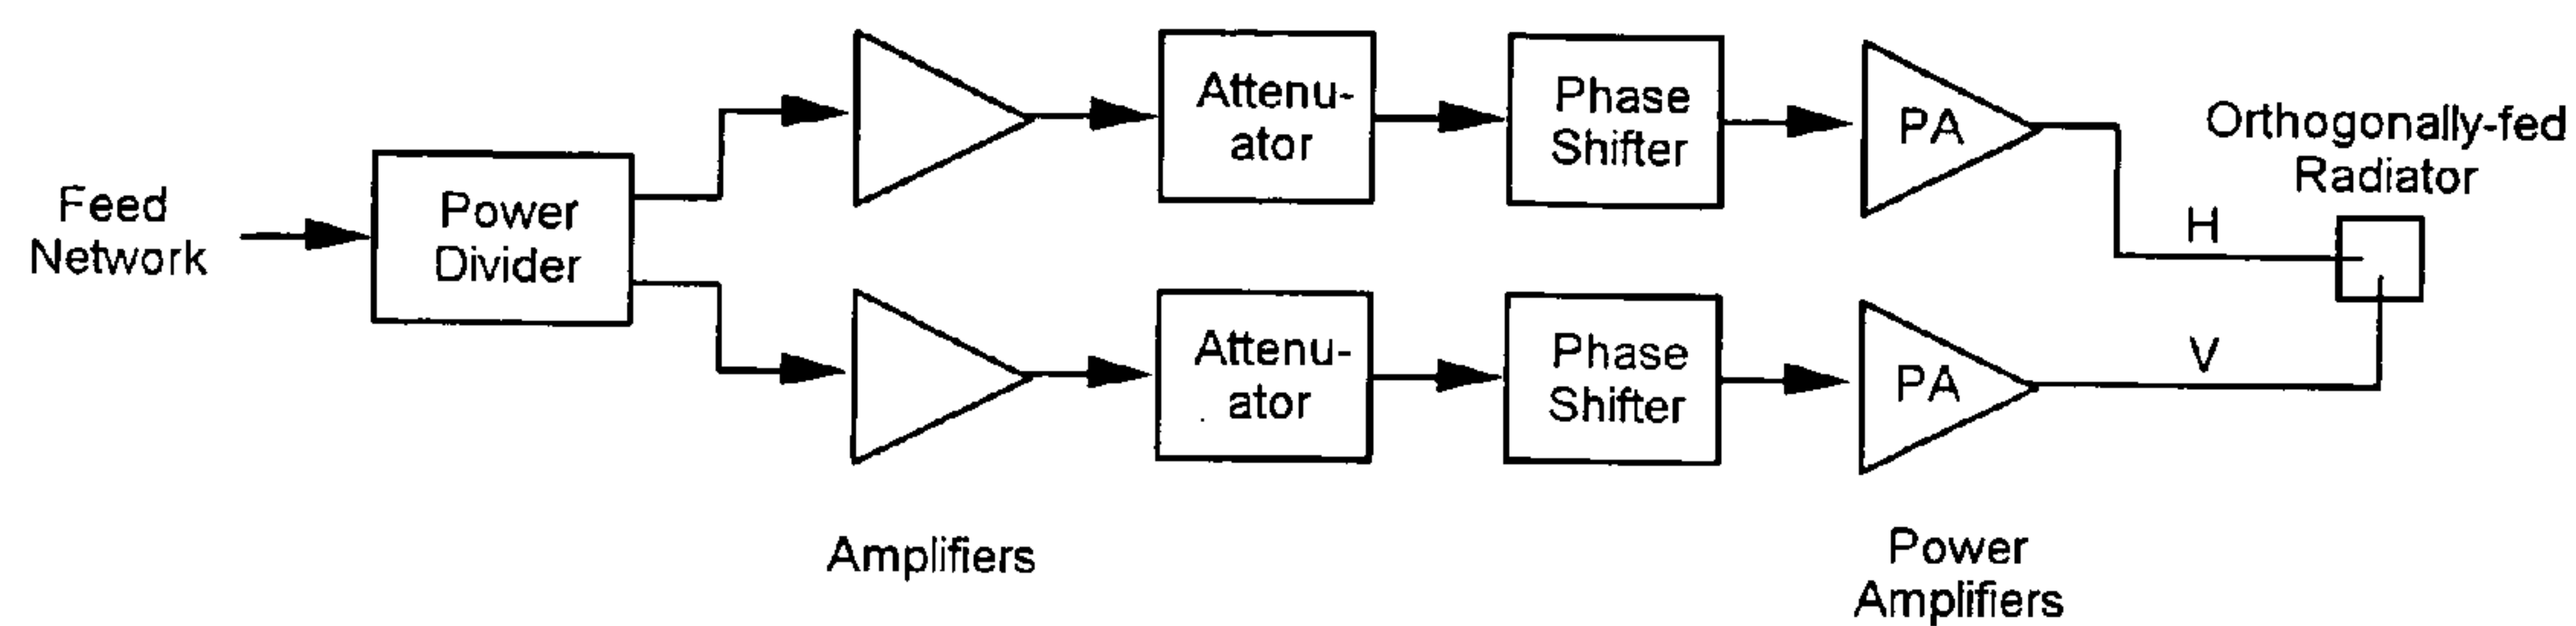 Feed
Network
Power
Divider
Attenu-
ator
Phase
Shifter
PA
Orthogonally-fed
Radiator
H
Attenu-
ator
Phase
Shifter
PA
V
Amplifiers
Power
Amplifiers